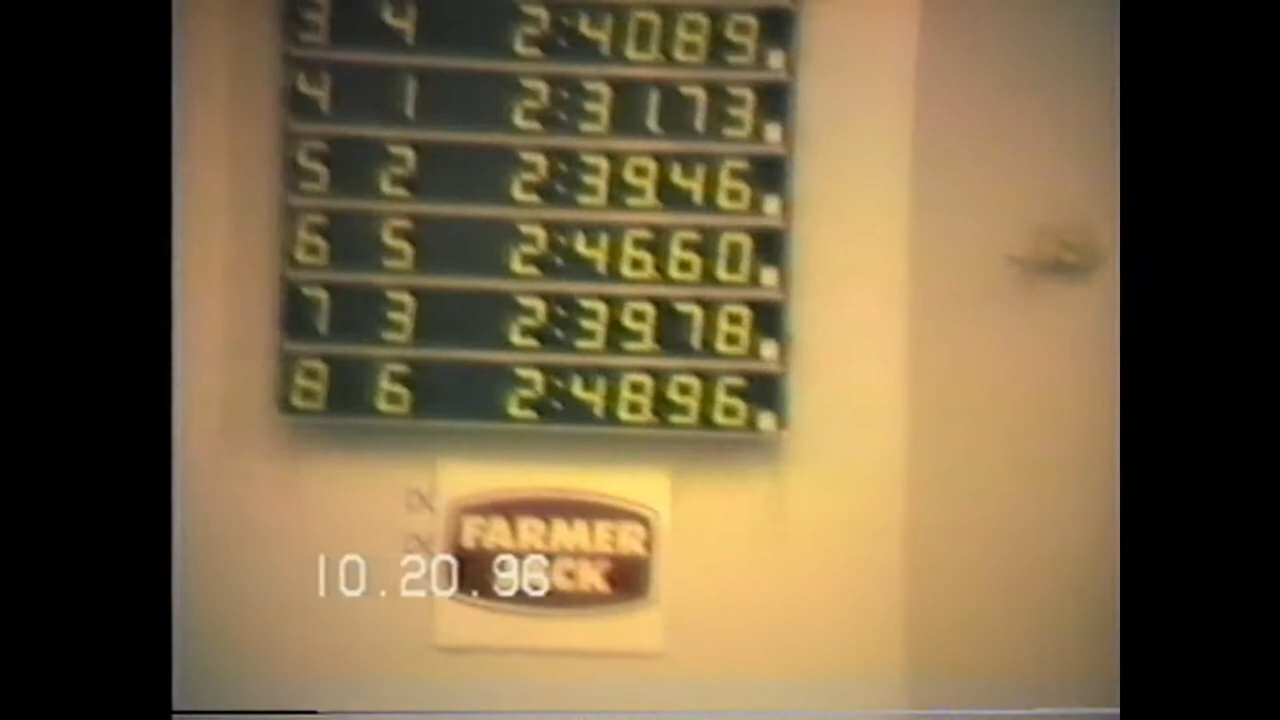 3 4 2:40.89.
4 1 2:31.73.
5 2 2:39.46.
6 5 2:46.60.
7 3 2:39.78.
8 6 2:48.96.
FARMER
CK
10.20.96